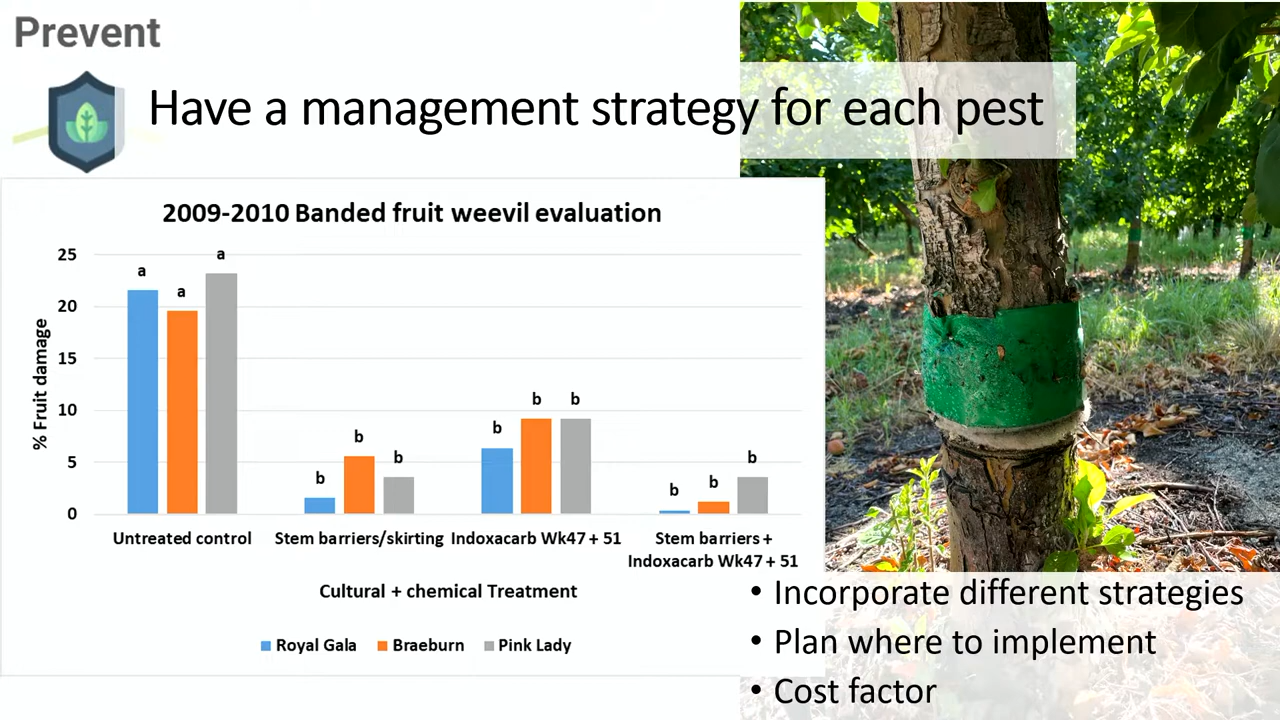 Prevent
Have a management strategy for each pest
2009-2010 Banded fruit weevil evaluation
25
20
15
10
5
0
% Fruit damage
a
a
a
b
b
b
b
b
b
b
b
b
Untreated control
Stem barriers/skirting
Indoxacarb Wk47 + 51
Stem barriers +
Indoxacarb Wk47 + 51
Cultural + chemical Treatment
Royal Gala
Braeburn
Pink Lady
• Incorporate different strategies
• Plan where to implement
• Cost factor